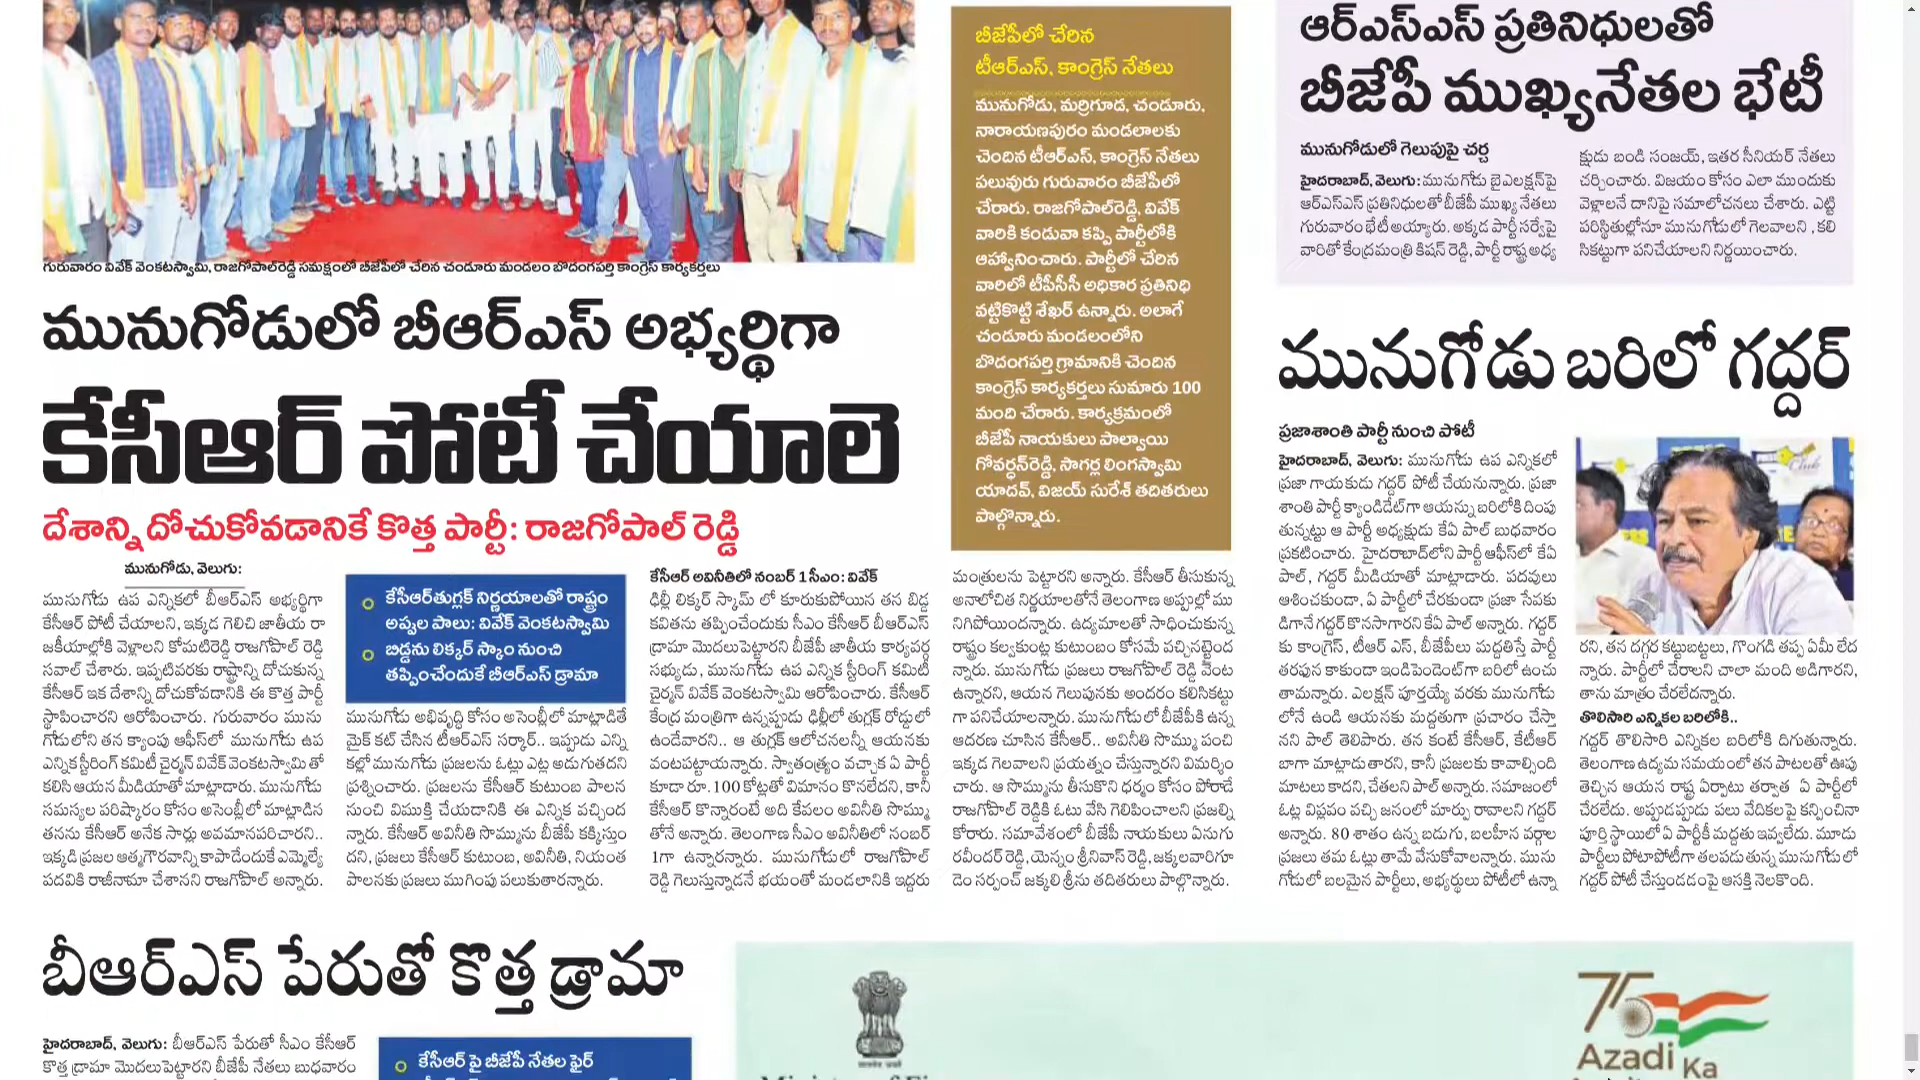 గురువారం వివేక్ వెంకటస్వామి, రాజగోపాల్‌రెడ్డి సమక్షంలో బీజేపీలో చేరిన చండూరు మండలం బొడంగపర్తి కాంగ్రెస్ కార్యకర్తలు
మునుగోడులో బీఆర్ఎస్ అభ్యర్థిగా
కేసీఆర్ పోటీ చేయాలె
దేశాన్ని దోచుకోవడానికే కొత్త పార్టీ: రాజగోపాల్ రెడ్డి
మునుగోడు, వెలుగు:
మునుగోడు ఉప ఎన్నికలో బీఆర్ఎస్ అభ్యర్థిగా
కేసీఆర్ పోటీ చేయాలని, ఇక్కడ గెలిచి జాతీయ రా
జకీయాల్లోకి వెళ్లాలని కోమటిరెడ్డి రాజగోపాల్ రెడ్డి
సవాల్ చేశారు. ఇప్పటివరకు రాష్ట్రాన్ని దోచుకున్న
కేసీఆర్ ఇక దేశాన్ని దోచుకోవడానికి ఈ కొత్త పార్టీ
స్థాపించారని ఆరోపించారు. గురువారం మును
గోడులోని తన క్యాంపు ఆఫీస్‌లో మునుగోడు ఉప
ఎన్నిక స్టీరింగ్ కమిటీ చైర్మన్ వివేక్ వెంకటస్వామి తో
కలిసి ఆయన మీడియాతో మాట్లాడారు. మునుగోడు
సమస్యల పరిష్కారం కోసం అసెంబ్లీలో మాట్లాడిన
తనను కేసీఆర్ అనేక సార్లు అవమానపరిచారని..
ఇక్కడి ప్రజల ఆత్మగౌరవాన్ని కాపాడేందుకే ఎమ్మెల్యే
పదవికి రాజీనామా చేశానని రాజగోపాల్ అన్నారు.
కేసీఆర్‌తుగ్లక్ నిర్ణయాలతో రాష్ట్రం
అప్పుల పాలు: వివేక్ వెంకటస్వామి
బిడ్డను లిక్కర్ స్కాం నుంచి
తప్పించేందుకే బీఆర్ఎస్ డ్రామా
మునుగోడు అభివృద్ధి కోసం అసెంబ్లీలో మాట్లాడితే
మైక్ కట్ చేసిన టీఆర్ఎస్ సర్కార్.. ఇప్పుడు ఎన్ని
కల్లో మునుగోడు ప్రజలను ఓట్లు ఎట్ల అడుగుతదని
ప్రశ్నించారు. ప్రజలను కేసీఆర్ కుటుంబ పాలన
నుంచి విముక్తి చేయడానికి ఈ ఎన్నిక వచ్చింద
న్నారు. కేసీఆర్ అవినీతి సొమ్మును బీజేపీ కక్కిస్తుం
దని, ప్రజలు కేసీఆర్ కుటుంబ, అవినీతి, నియంత
పాలనకు ప్రజలు ముగింపు పలుకుతారన్నారు.
కేసీఆర్ అవినీతిలో నంబర్ 1 సీఎం: వివేక్
ఢిల్లీ లిక్కర్ స్కామ్ లో కూరుకుపోయిన తన బిడ్డ
కవితను తప్పించేందుకు సీఎం కేసీఆర్ బీఆర్ఎస్
డ్రామా మొదలుపెట్టారని బీజేపీ జాతీయ కార్యవర్గ
సభ్యుడు, మునుగోడు ఉప ఎన్నిక స్టీరింగ్ కమిటీ
చైర్మన్ వివేక్ వెంకటస్వామి ఆరోపించారు. కేసీఆర్
కేంద్ర మంత్రిగా ఉన్నప్పుడు ఢిల్లీలో తుగ్లక్ రోడ్డులో
ఉండేవారని.. ఆ తుగ్లక్ ఆలోచనలన్నీ ఆయనకు
వంటపట్టాయన్నారు. స్వాతంత్ర్యం వచ్చాక ఏ పార్టీ
కూడా రూ.100 కోట్లతో విమానం కొనలేదని, కానీ
కేసీఆర్ కొన్నారంటే అది కేవలం అవినీతి సొమ్ము
తోనే అన్నారు. తెలంగాణ సీఎం అవినీతిలో నంబర్
1గా ఉన్నారన్నారు. మునుగోడులో రాజగోపాల్
రెడ్డి గెలుస్తున్నాడనే భయంతో మండలానికి ఇద్దరు
మంత్రులను పెట్టారని అన్నారు. కేసీఆర్ తీసుకున్న
అనాలోచిత నిర్ణయాలతోనే తెలంగాణ అప్పుల్లో ము
నిగిపోయిందన్నారు. ఉద్యమాలతో సాధించుకున్న
రాష్ట్రం కల్వకుంట్ల కుటుంబం కోసమే వచ్చినట్టైంద
న్నారు. మునుగోడు ప్రజలు రాజగోపాల్ రెడ్డి వెంట
ఉన్నారని, ఆయన గెలుపునకు అందరం కలిసికట్టు
గా పనిచేయాలన్నారు. మునుగోడులో బీజేపీకి ఉన్న
ఆదరణ చూసిన కేసీఆర్.. అవినీతి సొమ్ము పంచి
ఇక్కడ గెలవాలని ప్రయత్నం చేస్తున్నారని విమర్శిం
చారు. ఆ సొమ్మును తీసుకొని ధర్మం కోసం పోరాడే
రాజగోపాల్ రెడ్డికి ఓటు వేసి గెలిపించాలని ప్రజల్ని
కోరారు. సమావేశంలో బీజేపీ నాయకులు ఏనుగు
రవీందర్ రెడ్డి, యెన్నం శ్రీనివాస్ రెడ్డి, జక్కలవారిగూ
డెం సర్పంచ్ జక్కలి శ్రీను తదితరులు పాల్గొన్నారు.
బీజేపీలో చేరిన
టీఆర్ఎస్, కాంగ్రెస్ నేతలు
మునుగోడు, మర్రిగూడ, చండూరు,
నారాయణపురం మండలాలకు
చెందిన టీఆర్ఎస్, కాంగ్రెస్ నేతలు
పలువురు గురువారం బీజేపీలో
చేరారు. రాజగోపాల్‌రెడ్డి, వివేక్
వారికి కండువా కప్పి పార్టీలోకి
ఆహ్వానించారు. పార్టీలో చేరిన
వారిలో టీపీసీసీ అధికార ప్రతినిధి
వట్టికొట్టి శేఖర్ ఉన్నారు. అలాగే
చండూరు మండలంలోని
బొడంగపర్తి గ్రామానికి చెందిన
కాంగ్రెస్ కార్యకర్తలు సుమారు 100
మంది చేరారు. కార్యక్రమంలో
బీజేపీ నాయకులు పాల్వాయి
గోవర్ధన్‌రెడ్డి, సాగర్ల లింగస్వామి
యాదవ్, విజయ్ సురేశ్ తదితరులు
పాల్గొన్నారు.
ఆర్ఎస్ఎస్ ప్రతినిధులతో
బీజేపీ ముఖ్యనేతల భేటీ
మునుగోడులో గెలుపుపై చర్చ
హైదరాబాద్, వెలుగు: మునుగోడు బై ఎలక్షన్‌పై
ఆర్ఎస్ఎస్ ప్రతినిధులతో బీజేపీ ముఖ్య నేతలు
గురువారం భేటీ అయ్యారు. అక్కడ పార్టీ సర్వేపై
వారితో కేంద్రమంత్రి కిషన్ రెడ్డి, పార్టీ రాష్ట్ర అధ్య
క్షుడు బండి సంజయ్, ఇతర సీనియర్ నేతలు
చర్చించారు. విజయం కోసం ఎలా ముందుకు
వెళ్లాలనే దానిపై సమాలోచనలు చేశారు. ఎట్టి
పరిస్థితుల్లోనూ మునుగోడులో గెలవాలని ,కలి
సికట్టుగా పనిచేయాలని నిర్ణయించారు.
మునుగోడు బరిలో గద్దర్
ప్రజాశాంతి పార్టీ నుంచి పోటీ
హైదరాబాద్, వెలుగు: మునుగోడు ఉప ఎన్నికలో
ప్రజా గాయకుడు గద్దర్ పోటీ చేయనున్నారు. ప్రజా
శాంతి పార్టీ క్యాండిడేట్‌గా ఆయన్ను బరిలోకి దింపు
తున్నట్టు ఆ పార్టీ అధ్యక్షుడు కేఏ పాల్ బుధవారం
ప్రకటించారు. హైదరాబాద్‌లోని పార్టీ ఆఫీస్‌లో కేఏ
పాల్, గద్దర్ మీడియాతో మాట్లాడారు. పదవులు
ఆశించకుండా, ఏ పార్టీలో చేరకుండా ప్రజా సేవకు
డిగానే గద్దర్ కొనసాగారని కేఏ పాల్ అన్నారు. గద్దర్
కు కాంగ్రెస్, టీఆర్ ఎస్, బీజేపీలు మద్దతిస్తే పార్టీ
తరఫున కాకుండా ఇండిపెండెంట్‌గా బరిలో ఉంచు
తామన్నారు. ఎలక్షన్ పూర్తయ్యే వరకు మునుగోడు
లోనే ఉండి ఆయనకు మద్దతుగా ప్రచారం చేస్తా
నని పాల్ తెలిపారు. తన కంటే కేసీఆర్, కేటీఆర్
బాగా మాట్లాడుతారని, కానీ ప్రజలకు కావాల్సింది
మాటలు కాదని, చేతలని పాల్ అన్నారు. సమాజంలో
ఓట్ల విప్లవం వచ్చి జనంలో మార్పు రావాలని గద్దర్
అన్నారు. 80 శాతం ఉన్న బడుగు, బలహీన వర్గాల
ప్రజలు తమ ఓట్లు తామే వేసుకోవాలన్నారు. మును
గోడులో బలమైన పార్టీలు, అభ్యర్థులు పోటీలో ఉన్నా
రని, తన దగ్గర కట్టుబట్టలు, గొంగడి తప్ప ఏమీ లేద
న్నారు. పార్టీలో చేరాలని చాలా మంది అడిగారని,
తాను మాత్రం చేరలేదన్నారు.
తొలిసారి ఎన్నికల బరిలోకి..
గద్దర్ తొలిసారి ఎన్నికల బరిలోకి దిగుతున్నారు.
తెలంగాణ ఉద్యమ సమయంలో తన పాటలతో ఊపు
తెచ్చిన ఆయన రాష్ట్ర ఏర్పాటు తర్వాత ఏ పార్టీలో
చేరలేదు. అప్పుడప్పుడు పలు వేదికలపై కన్పించినా
పూర్తి స్థాయిలో ఏ పార్టీకీ మద్దతు ఇవ్వలేదు. మూడు
పార్టీలు పోటాపోటీగా తలపడుతున్న మునుగోడులో
గద్దర్ పోటీ చేస్తుండడంపై ఆసక్తి నెలకొంది.
బీఆర్ఎస్ పేరుతో కొత్త డ్రామా
హైదరాబాద్, వెలుగు: బీఆర్ఎస్ పేరుతో సీఎం కేసీఆర్
కొత్త డ్రామా మొదలుపెట్టారని బీజేపీ నేతలు బుధవారం
కేసీఆర్ పై బీజేపీ నేతల ఫైర్
Azadi Ka